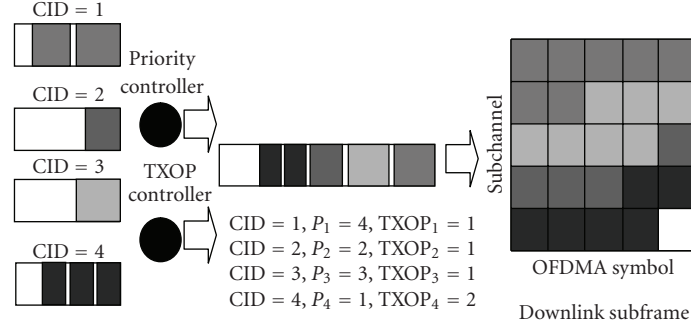 CID = 1
Priority
controller
CID = 2
CID = 3
TXOP
controller
CID = 4
CID = 1, P₁ = 4, TXOP₁ = 1
CID = 2, P₂ = 2, TXOP₂ = 1
CID = 3, P₃ = 3, TXOP₃ = 1
CID = 4, P₄ = 1, TXOP₄ = 2
Subchannel
OFDMA symbol
Downlink subframe